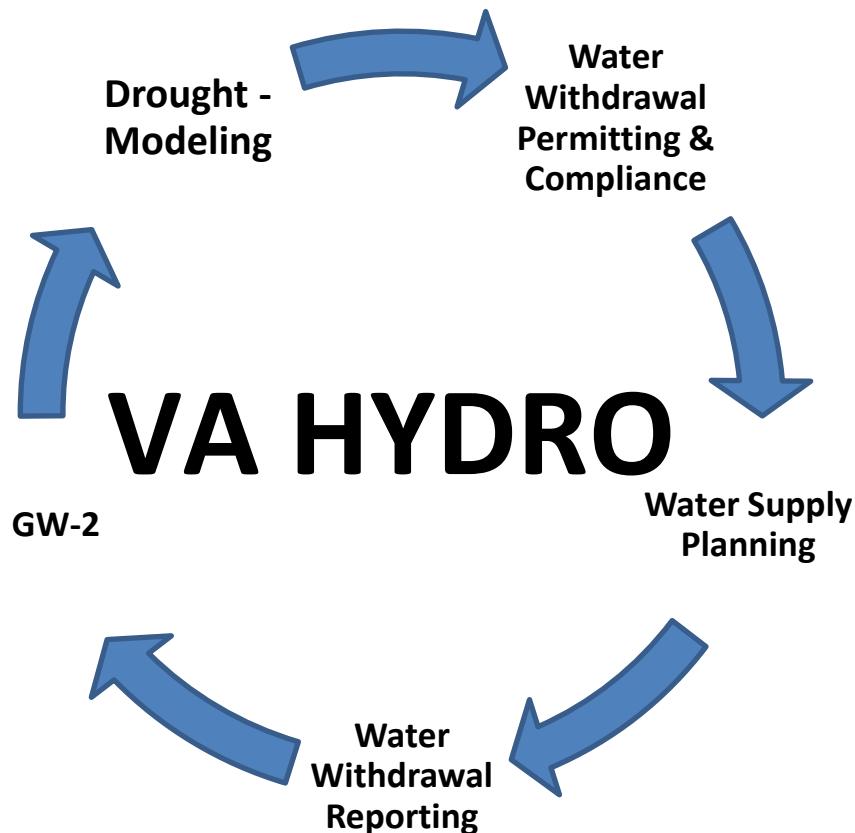 Drought -
Modeling
Water
Withdrawal
Permitting &
Compliance
VA HYDRO
Water Supply
Planning
Water
Withdrawal
Reporting
GW-2